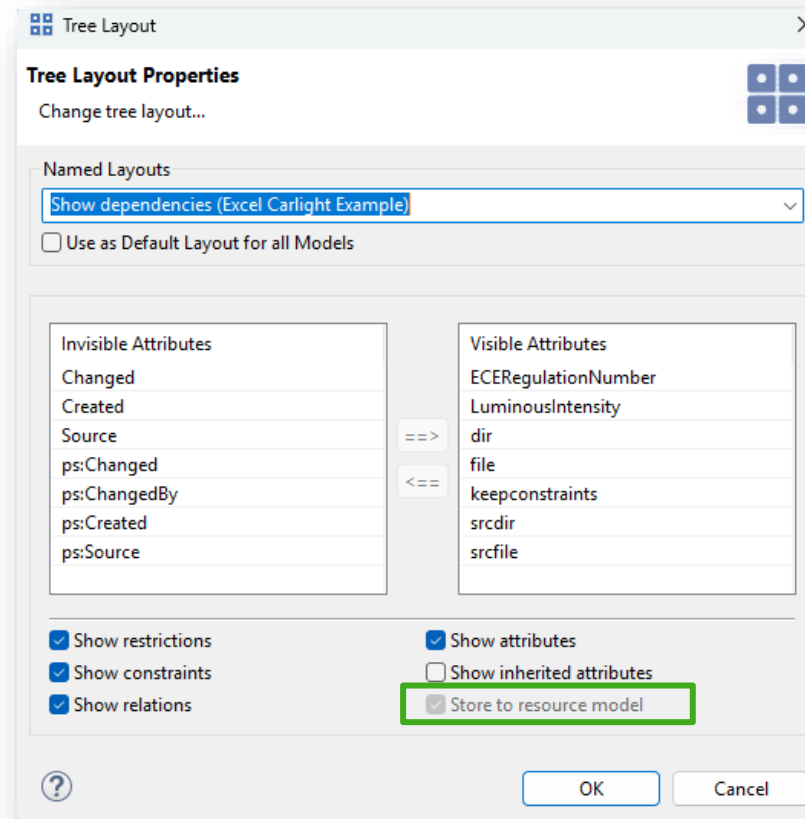 Tree Layout
Tree Layout Properties
Change tree layout...
Named Layouts
Show dependencies (Excel Carlight Example)
Use as Default Layout for all Models
Invisible Attributes
Changed
Created
Source
ps:Changed
ps:ChangedBy
ps:Created
ps:Source
==>
<==
Visible Attributes
ECERegulationNumber
LuminousIntensity
dir
file
keepconstraints
srcdir
srcfile
Show restrictions
Show attributes
Show constraints
Show inherited attributes
Show relations
Store to resource model
?
OK
Cancel